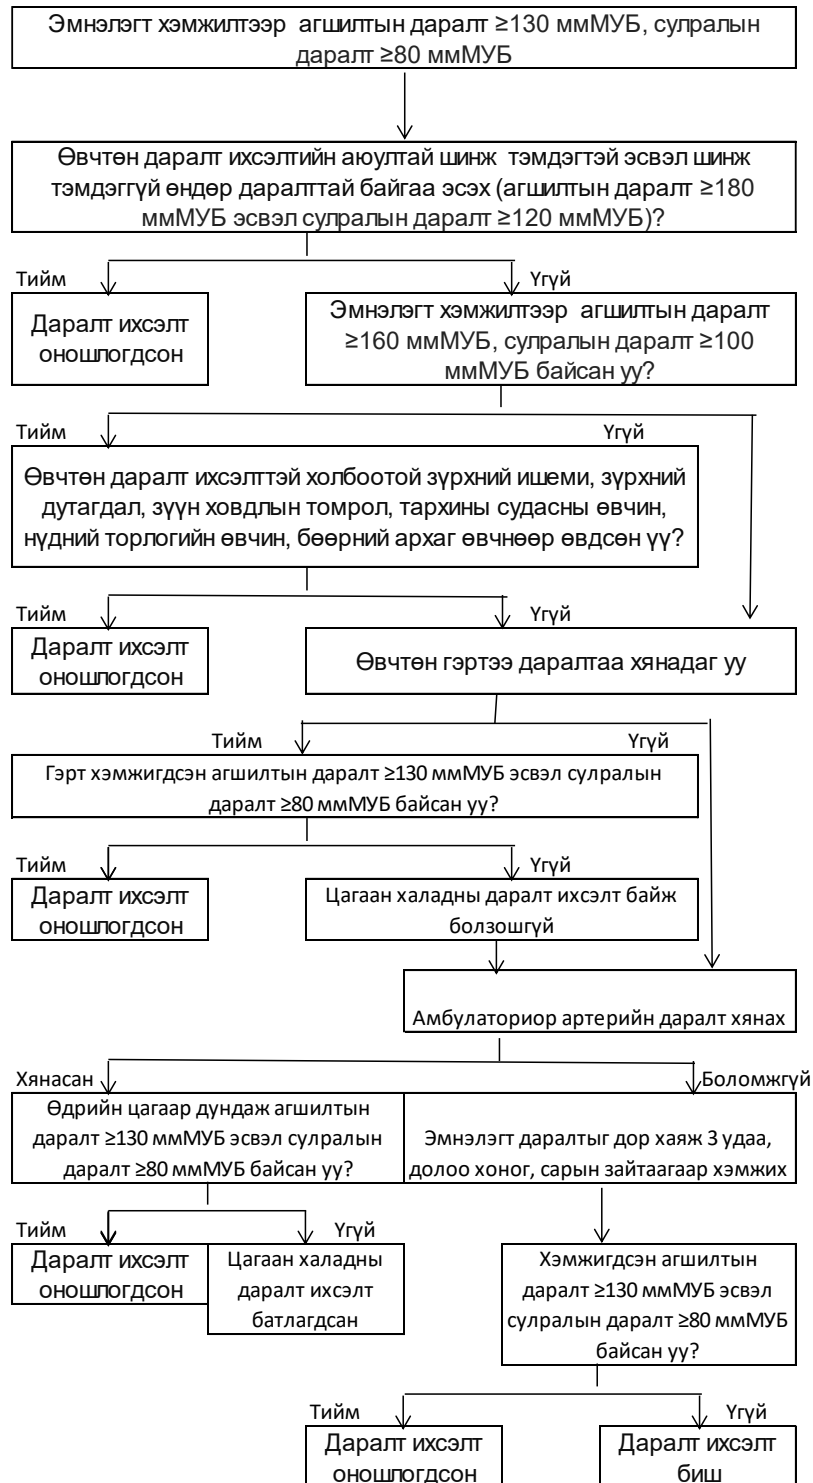 Эмнэлэгт хэмжилтээр агшилтын даралт ≥130 ммМУБ, сулралын
даралт ≥80 ммМУБ
Өвчтөн даралт ихсэлтийн аюултай шинж тэмдэгтэй эсвэл шинж
тэмдэггүй өндөр даралттай байгаа эсэх (агшилтын даралт ≥180
ммМУБ эсвэл сулралын даралт ≥120 ммМУБ)?
Тийм
Үгүй
Даралт ихсэлт
оношлогдсон
Эмнэлэгт хэмжилтээр агшилтын даралт
≥160 ммМУБ, сулралын даралт ≥100
ммМУБ байсан уу?
Тийм
Үгүй
Өвчтөн даралт ихсэлттэй холбоотой зүрхний ишеми, зүрхний
дутагдал, зүүн ховдлын томрол, тархины судасны өвчин,
нүдний торлогийн өвчин, бөөрний архаг өвчнөөр өвдсөн үү?
Тийм
Үгүй
Даралт ихсэлт
оношлогдсон
Өвчтөн гэртээ даралтаа хянадаг уу
Тийм
Үгүй
Гэрт хэмжигдсэн агшилтын даралт ≥130 ммМУБ эсвэл сулралын
даралт ≥80 ммМУБ байсан уу?
Тийм
Үгүй
Даралт ихсэлт
оношлогдсон
Цагаан халадны даралт ихсэлт байж
болзошгүй
Амбулаториор артерийн даралт хянах
Хянасан
Боломжгүй
Өдрийн цагаар дундаж агшилтын
даралт ≥130 ммМУБ эсвэл сулралын
даралт ≥80 ммМУБ байсан уу?
Эмнэлэгт даралтыг дор хаяж 3 удаа,
долоо хоног, сарын зайтаагаар хэмжих
Тийм
Үгүй
Даралт ихсэлт
оношлогдсон
Цагаан халадны
даралт ихсэлт
батлагдсан
Хэмжигдсэн агшилтын
даралт ≥130 ммМУБ эсвэл
сулралын даралт ≥80 ммМУБ
байсан уу?
Тийм
Үгүй
Даралт ихсэлт
оношлогдсон
Даралт ихсэлт
биш